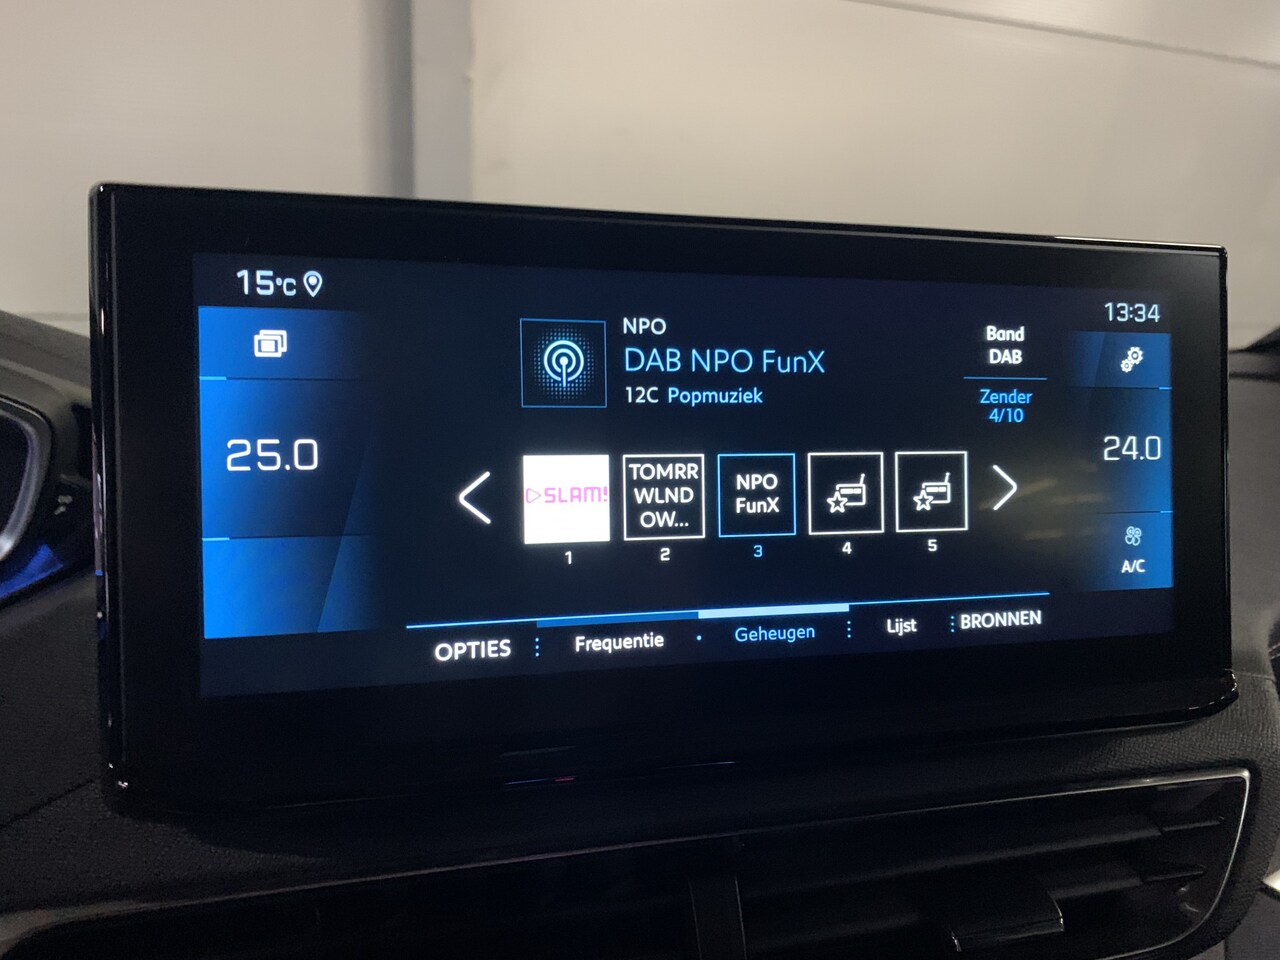 15°C
13:34
25.0
NPO
DAB NPO FunX
12C Popmuziek
Band
DAB
Zender
4/10
24.0
A/C
SLAM!
TOMRR
WLND
OW...
NPO
FunX
1
2
3
4
5
OPTIES
Frequentie
Geheugen
Lijst
BRONNEN